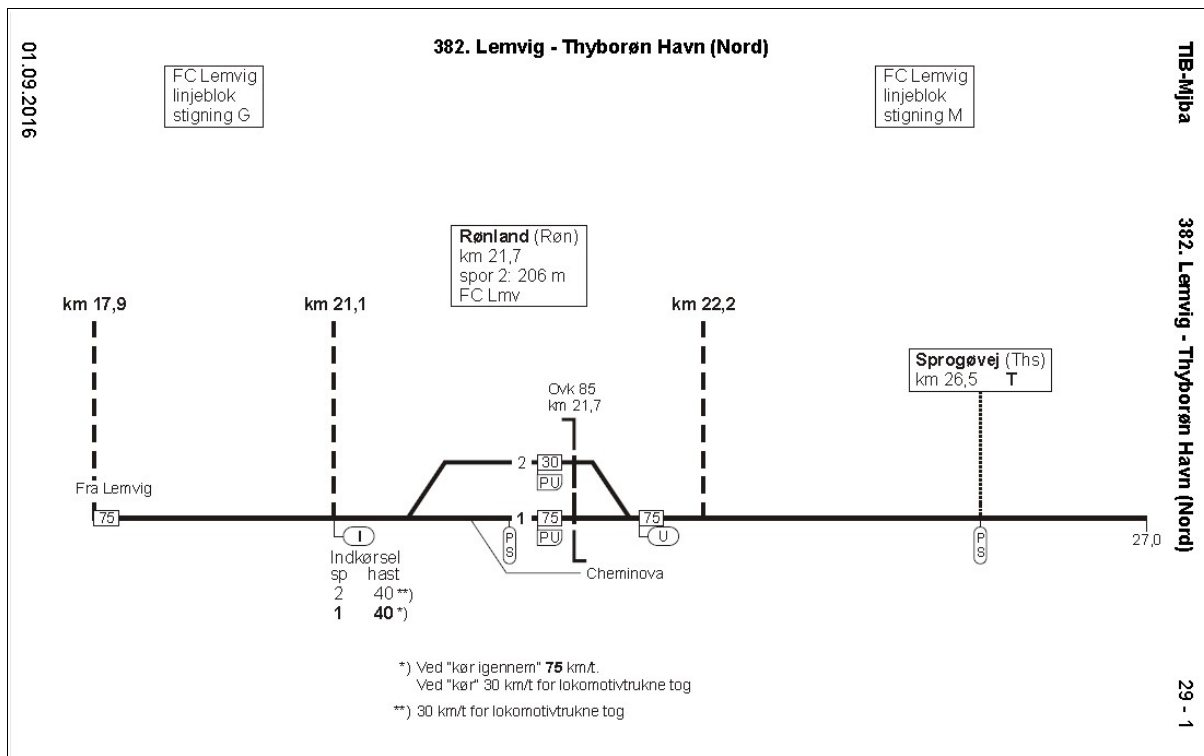 382. Lemvig - Thyborøn Havn (Nord)
01.09.2016
TIB-Mjba
FC Lemvig
linjeblok
stigning G
FC Lemvig
linjeblok
stigning M
382. Lemvig - Thyborøn Havn (Nord)
Rønland (Røn)
km 21,7
spor 2: 206 m
FC Lmv
km 17,9
km 21,1
km 22,2
Sprogøvej (Ths)
km 26,5 T
Ovk 85
km 21,7
2 30
PU
Fra Lemvig
75
1 75
PU
75
I
P
S
U
P
S
27,0
Indkørsel
sp hast
2 40 **)
1 40 *)
Cheminova
*) Ved "kør igennem" 75 km/t.
Ved "kør" 30 km/t for lokomotivtrukne tog
**) 30 km/t for lokomotivtrukne tog
29 - 1